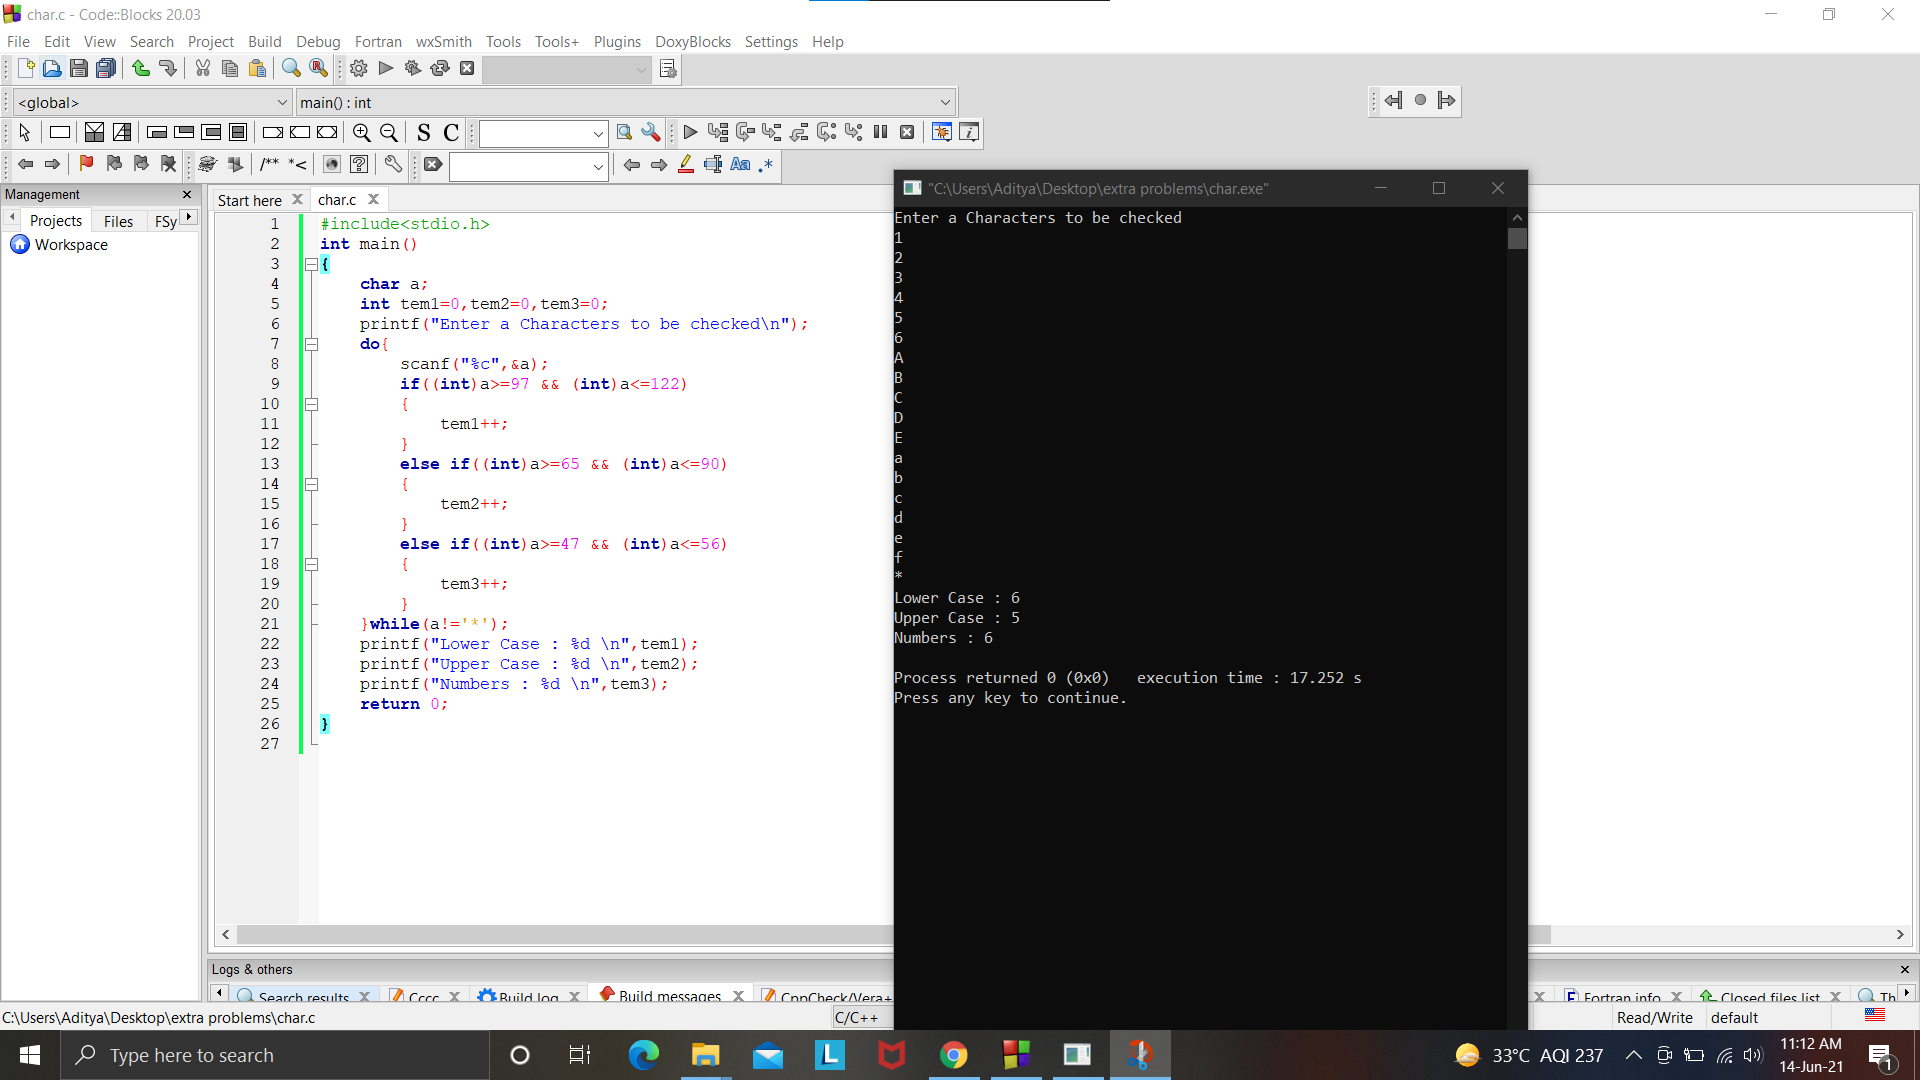 char.c - Code::Blocks 20.03
File Edit View Search Project Build Debug Fortran wxSmith Tools Tools+ Plugins DoxyBlocks Settings Help
<global> main() : int
S C
/** *<
Aa .*
Management
Projects Files FSy
Workspace
Start here char.c
1 #include<stdio.h>
2 int main()
3 {
4 char a;
5 int tem1=0,tem2=0,tem3=0;
6 printf("Enter a Characters to be checked\n");
7 do{
8 scanf("%c",&a);
9 if((int)a>=97 && (int)a<=122)
10 {
11 tem1++;
12 }
13 else if((int)a>=65 && (int)a<=90)
14 {
15 tem2++;
16 }
17 else if((int)a>=47 && (int)a<=56)
18 {
19 tem3++;
20 }
21 }while(a!='*');
22 printf("Lower Case : %d \n",tem1);
23 printf("Upper Case : %d \n",tem2);
24 printf("Numbers : %d \n",tem3);
25 return 0;
26 }
27
"C:\Users\Aditya\Desktop\extra problems\char.exe"
Enter a Characters to be checked
1
2
3
4
5
6
A
B
C
D
E
a
b
c
d
e
f
*
Lower Case : 6
Upper Case : 5
Numbers : 6
Process returned 0 (0x0) execution time : 17.252 s
Press any key to continue.
Logs & others
Search results Cccc Build log Build messages CppCheck/Vera+ Fortran info Closed files list Th
C:\Users\Aditya\Desktop\extra problems\char.c C/C++ Read/Write default
Type here to search
L
33°C AQI 237
11:12 AM
14-Jun-21
1